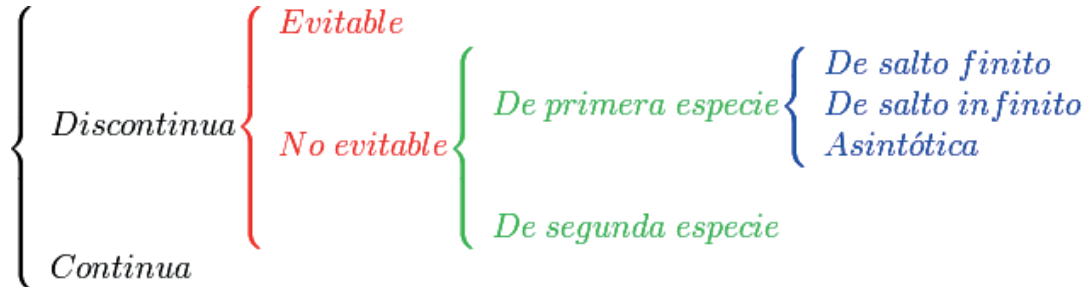 Evitable
De salto finito
De primera especie
De salto infinito
Discontinua
No evitable
Asintótica
De segunda especie
Continua